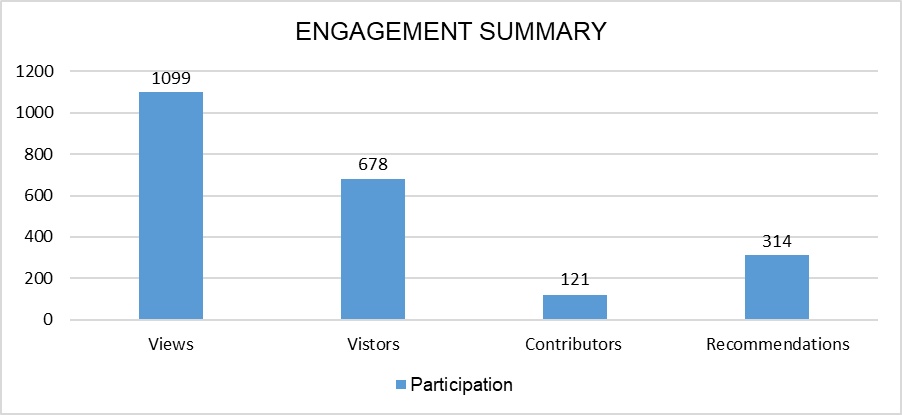 ENGAGEMENT SUMMARY
1200
1000
800
600
400
200
0
1099
678
121
314
Views
Vistors
Contributors
Recommendations
Participation